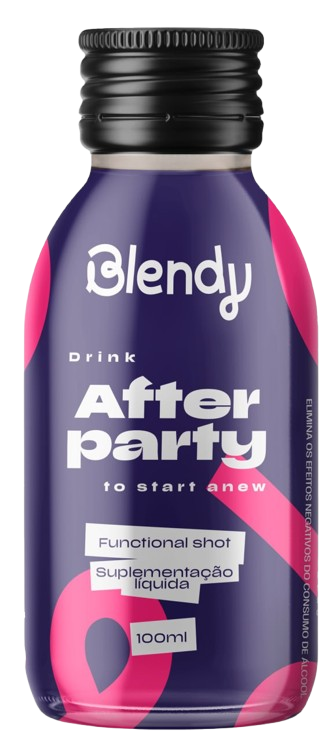 Blendy
Drink
After
party
to start anew
Functional shot
Suplementação
líquida
100ml
ELIMINA OS EFEITOS NEGATIVOS DO CONSUMO DE ÁLCOOL